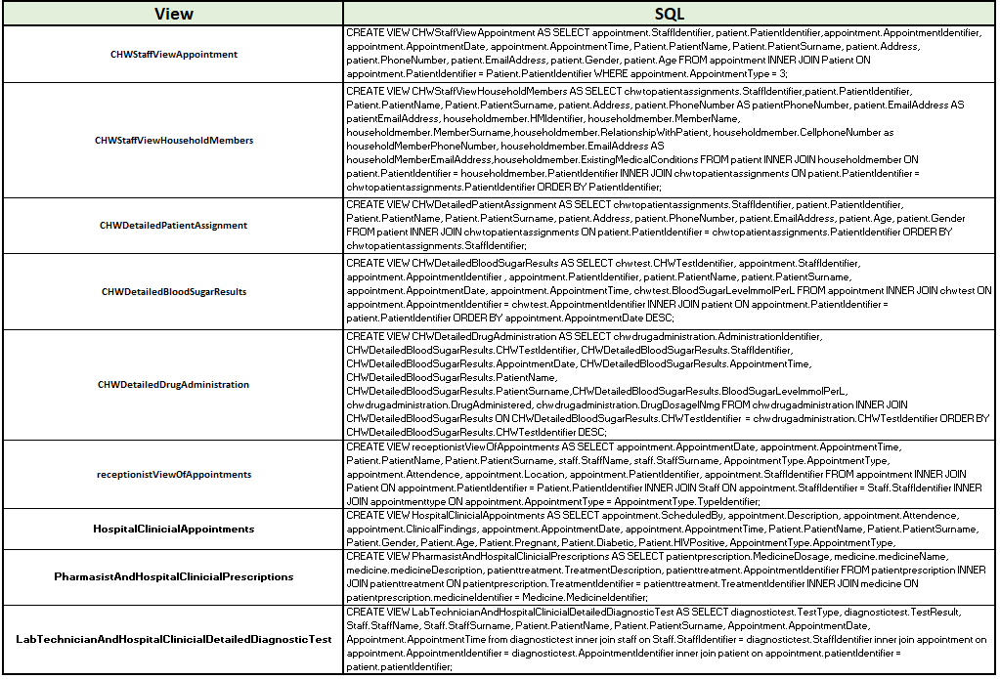 View SQL
CHWStaffViewAppointment
CREATE VIEW CHWStaffViewAppointment AS SELECT appointment.StaffIdentifier, patient.PatientIdentifier,appointment.AppointmentIdentifier,
appointment.AppointmentDate, appointment.AppointmentTime, Patient.PatientName, Patient.PatientSurname, patient.Address,
patient.PhoneNumber, patient.EmailAddress, patient.Gender, patient.Age FROM appointment INNER JOIN Patient ON
appointment.PatientIdentifier = Patient.PatientIdentifier WHERE appointment.AppointmentType = 3;
CHWStaffViewHouseholdMembers
CREATE VIEW CHWStaffViewHouseholdMembers AS SELECT chwtopatientassignments.StaffIdentifier,patient.PatientIdentifier,
Patient.PatientName, Patient.PatientSurname, patient.Address, patient.PhoneNumber AS patientPhoneNumber, patient.EmailAddress AS
patientEmailAddress, householdmember.HMIdentifier, householdmember.MemberName,
householdmember.MemberSurname,householdmember.RelationshipWithPatient, householdmember.CellphoneNumber as
householdMemberPhoneNumber, householdmember.EmailAddress AS
householdMemberEmailAddress,householdmember.ExistingMedicalConditions FROM patient INNER JOIN householdmember ON
patient.PatientIdentifier = householdmember.PatientIdentifier INNER JOIN chwtopatientassignments ON patient.PatientIdentifier =
chwtopatientassignments.PatientIdentifier ORDER BY PatientIdentifier;
CHWDetailedPatientAssignment
CREATE VIEW CHWDetailedPatientAssignment AS SELECT chwtopatientassignments.StaffIdentifier, patient.PatientIdentifier,
Patient.PatientName, Patient.PatientSurname, patient.Address, patient.PhoneNumber, patient.EmailAddress, patient.Age, patient.Gender
FROM patient INNER JOIN chwtopatientassignments ON patient.PatientIdentifier = chwtopatientassignments.PatientIdentifier ORDER BY
chwtopatientassignments.StaffIdentifier;
CHWDetailedBloodSugarResults
CREATE VIEW CHWDetailedBloodSugarResults AS SELECT chwtest.CHWTestIdentifier, appointment.StaffIdentifier,
appointment.AppointmentIdentifier , appointment.PatientIdentifier, patient.PatientName, patient.PatientSurname,
appointment.AppointmentDate, appointment.AppointmentTime, chwtest.BloodSugarLevelmmolPerL FROM appointment INNER JOIN chwtest ON
appointment.AppointmentIdentifier = chwtest.AppointmentIdentifier INNER JOIN patient ON appointment.PatientIdentifier =
patient.PatientIdentifier ORDER BY appointment.AppointmentDate DESC;
CHWDetailedDrugAdministration
CREATE VIEW CHWDetailedDrugAdministration AS SELECT chwdrugadministration.AdministrationIdentifier,
CHWDetailedBloodSugarResults.CHWTestIdentifier, CHWDetailedBloodSugarResults.StaffIdentifier,
CHWDetailedBloodSugarResults.AppointmentDate, CHWDetailedBloodSugarResults.AppointmentTime,
CHWDetailedBloodSugarResults.PatientName,
CHWDetailedBloodSugarResults.PatientSurname,CHWDetailedBloodSugarResults.BloodSugarLevelmmolPerL,
chwdrugadministration.DrugAdministered, chwdrugadministration.DrugDosageINmg FROM chwdrugadministration INNER JOIN
CHWDetailedBloodSugarResults ON CHWDetailedBloodSugarResults.CHWTestIdentifier = chwdrugadministration.CHWTestIdentifier ORDER BY
CHWDetailedBloodSugarResults.CHWTestIdentifier DESC;
receptionistViewOfAppointments
CREATE VIEW receptionistViewOfAppointments AS SELECT appointment.AppointmentDate, appointment.AppointmentTime,
Patient.PatientName, Patient.PatientSurname, staff.StaffName, staff.StaffSurname, AppointmentType.AppointmentType,
appointment.Attendence, appointment.Location, appointment.PatientIdentifier, appointment.StaffIdentifier FROM appointment INNER JOIN
Patient ON appointment.PatientIdentifier = Patient.PatientIdentifier INNER JOIN Staff ON appointment.StaffIdentifier = Staff.StaffIdentifier INNER
JOIN appointmenttype ON appointment.AppointmentType = AppointmentType.TypeIdentifier;
HospitalClinicialAppointments
CREATE VIEW HospitalClinicialAppointments AS SELECT appointment.ScheduledBy, appointment.Description, appointment.Attendence,
appointment.ClinicalFindings, appointment.AppointmentDate, appointment.AppointmentTime, Patient.PatientName, Patient.PatientSurname,
Patient.Gender, Patient.Age, Patient.Pregnant, Patient.Diabetic, Patient.HIVPositive, AppointmentType.AppointmentType,
PharmasistAndHospitalClinicialPrescriptions
CREATE VIEW PharmasistAndHospitalClinicialPrescriptions AS SELECT patientprescription.MedicineDosage, medicine.medicineName,
medicine.medicineDescription, patienttreatment.TreatmentDescription, patienttreatment.AppointmentIdentifier FROM patientprescription INNER
JOIN patienttreatment ON patientprescription.TreatmentIdentifier = patienttreatment.TreatmentIdentifier INNER JOIN medicine ON
patientprescription.medicineIdentifier = Medicine.MedicineIdentifier;
LabTechnicianAndHospitalClinicialDetailedDiagnosticTest
CREATE VIEW LabTechnicianAndHospitalClinicialDetailedDiagnosticTest AS SELECT diagnostictest.TestType, diagnostictest.TestResult,
Staff.StaffName, Staff.StaffSurname, Patient.PatientName, Patient.PatientSurname, Appointment.AppointmentDate,
Appointment.AppointmentTime from diagnostictest inner join staff on Staff.StaffIdentifier = diagnostictest.StaffIdentifier inner join appointment on
appointment.AppointmentIdentifier = diagnostictest.AppointmentIdentifier inner join patient on appointment.patientIdentifier =
patient.patientIdentifier;